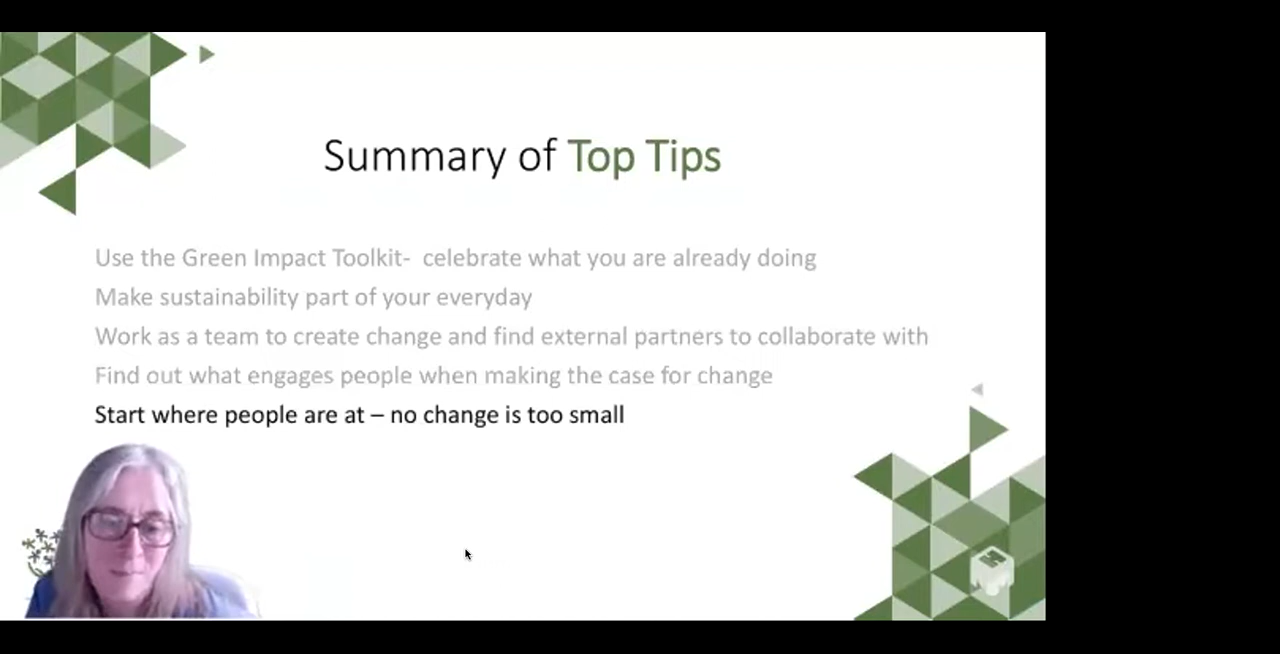 Summary of Top Tips
Use the Green Impact Toolkit-  celebrate what you are already doing
Make sustainability part of your everyday
Work as a team to create change and find external partners to collaborate with
Find out what engages people when making the case for change
Start where people are at – no change is too small